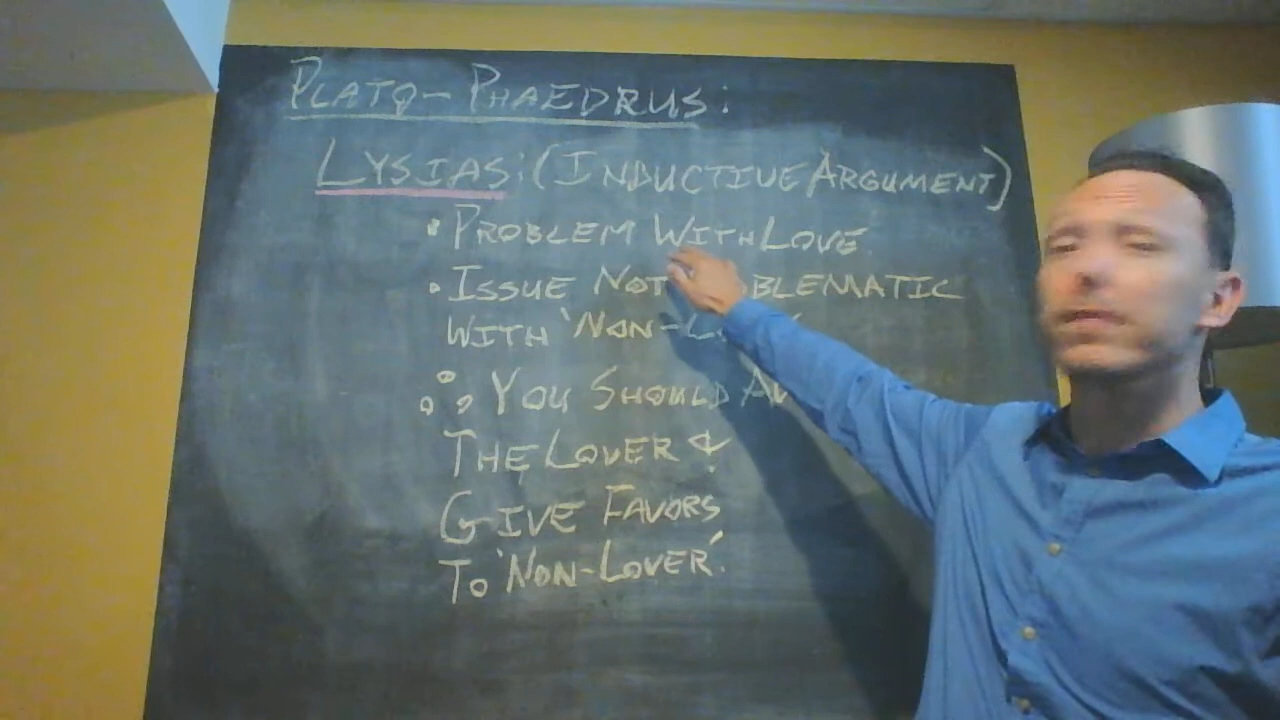 PLATO - PHAEDRUS:
LYSIAS: (INDUCTIVE ARGUMENT)
• PROBLEM WITH LOVE
• ISSUE NOT
WITH 'NON-
∴ YOU SHOULD
THE LOVER &
GIVE FAVORS
TO 'NON-LOVER'.